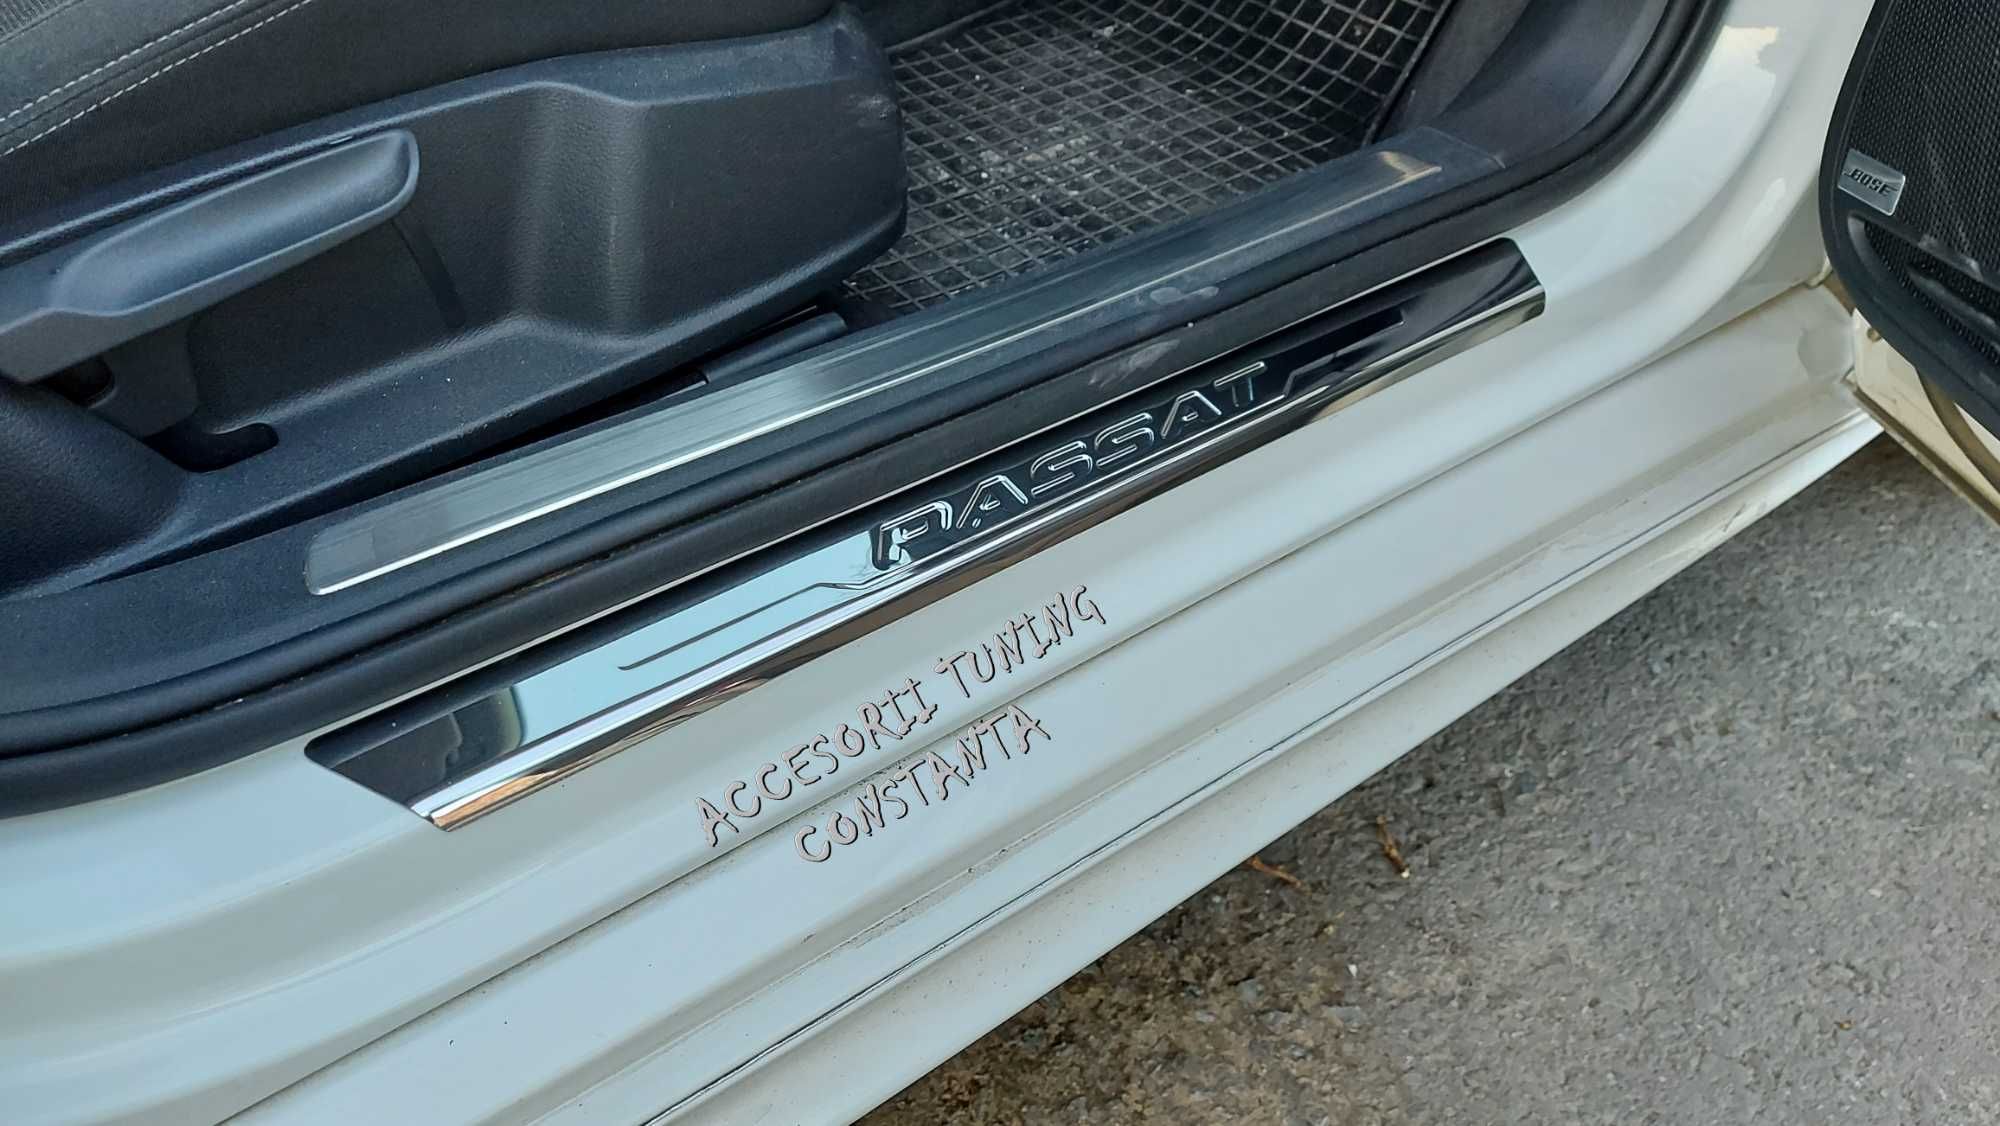 BOSE
PASSAT
ACCESORII TUNING
CONSTANTA